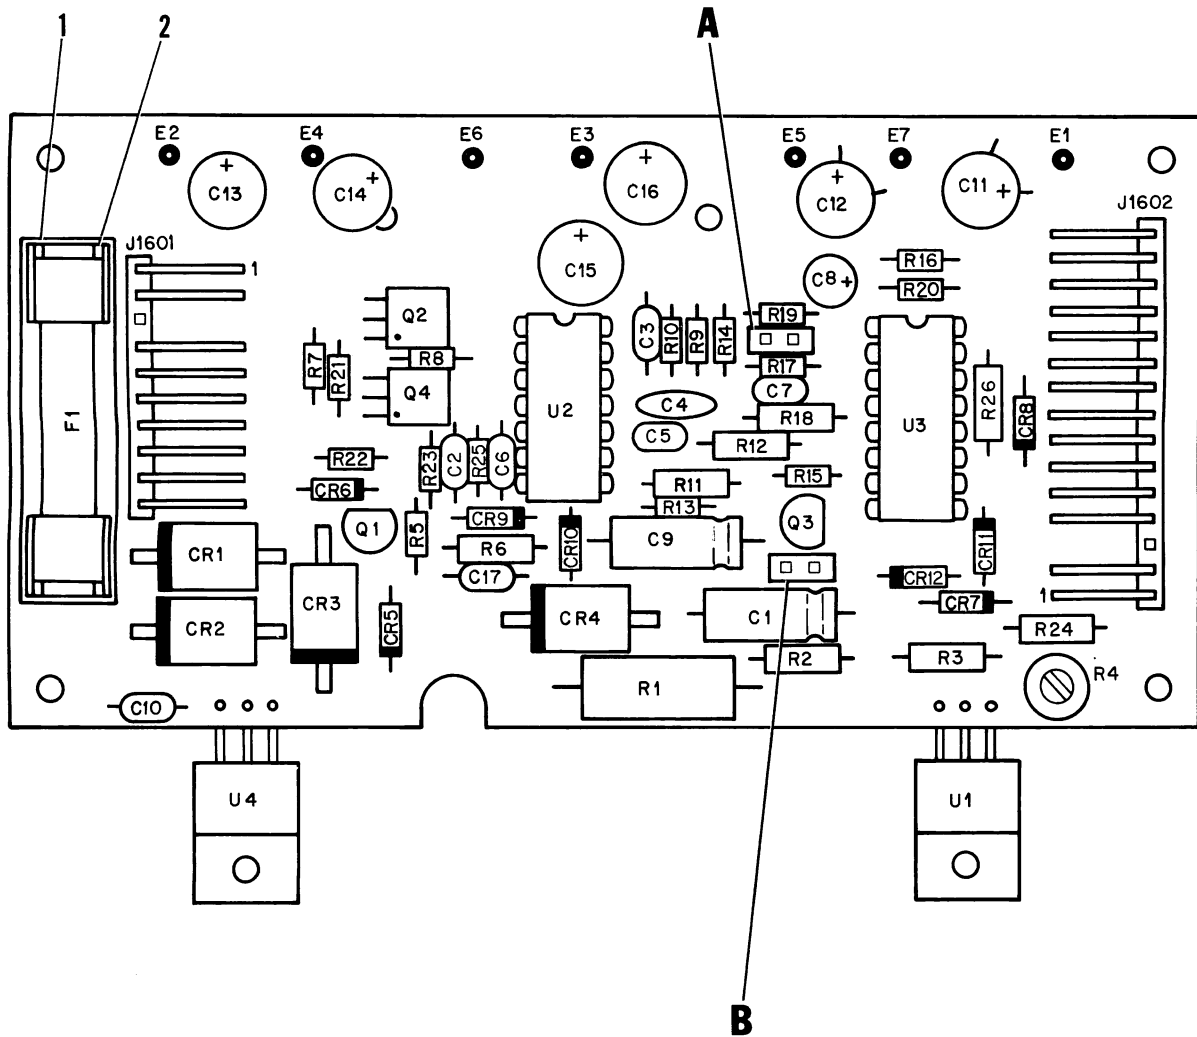 1 2 A
E2 E4 E6 E3 E5 E7 E1
C13 + C14 + C16 + C12 + C11 +
J1602
J1601
1
C15 + C8 + R16
R20
Q2 C3 R10 R9 R14 R19
R7 R21 R8 R17
Q4 C4 C7 R26 CR8
F1 U2 C5 R18 U3
R12
R22 R23 C2 R25 C6
R11 R15
CR6 R13
Q1 R5 CR9 CR10 C9 Q3
CR1 R6 CR11
C17 CR12
CR3 CR7 1
CR2 CR5 CR4 C1 R24
R2 R3
R1 R4
C10
U4 U1
B